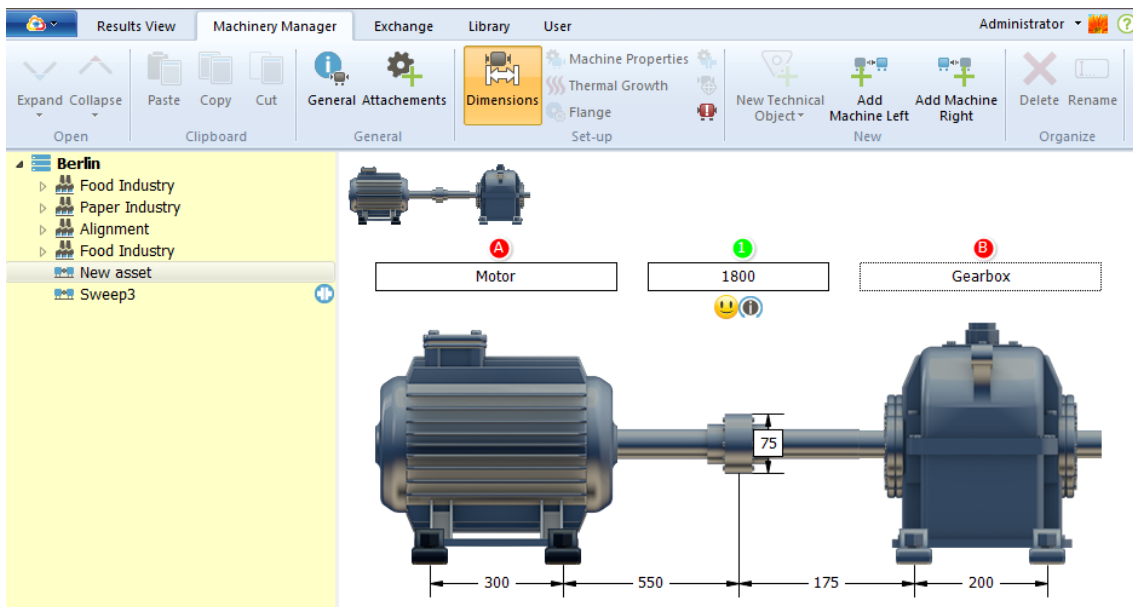 Results View Machinery Manager Exchange Library User Administrator ?
Expand Collapse Paste Copy Cut General Attachements Dimensions Machine Properties Thermal Growth Flange New Technical Object Add Machine Left Add Machine Right Delete Rename
Open Clipboard General Set-up New Organize
Berlin
Food Industry
Paper Industry
Alignment
Food Industry
New asset
Sweep3
A 1 B
Motor 1800 Gearbox
75
300 550 175 200